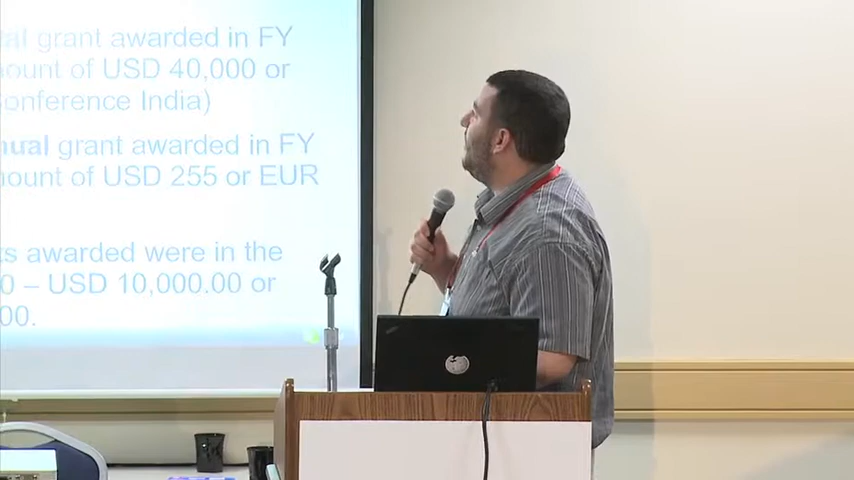 grant awarded in FY
of USD 40,000 or
Conference India)
grant awarded in FY
of USD 255 or EUR
awarded were in the
0 – USD 10,000.00 or
00.